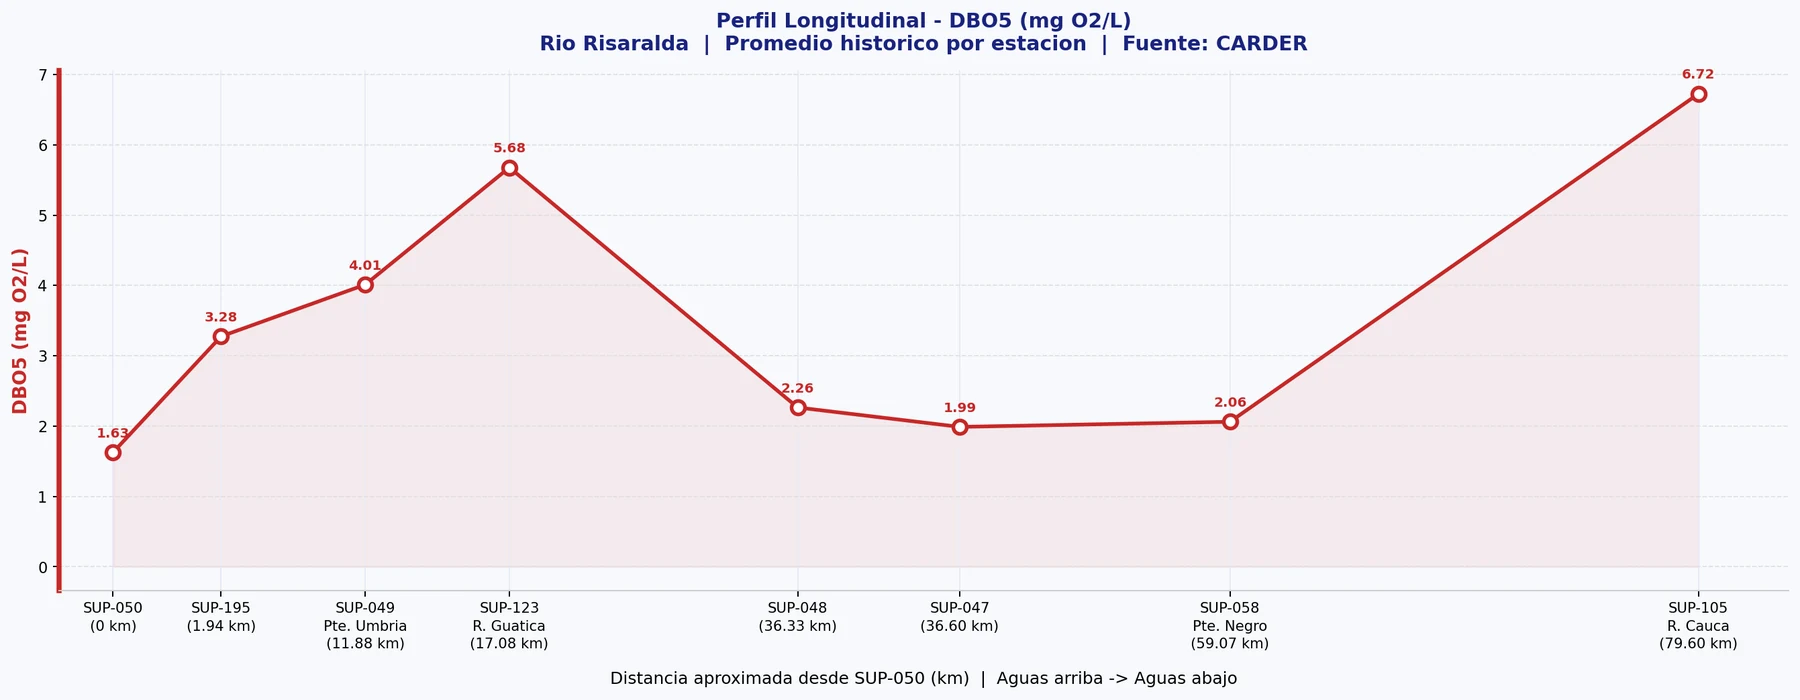 Perfil Longitudinal - DBO5 (mg O2/L)
Rio Risaralda | Promedio historico por estacion | Fuente: CARDER
DBO5 (mg O2/L)
7
6
5
4
3
2
1
0
1.63
3.28
4.01
5.68
2.26
1.99
2.06
6.72
SUP-050
(0 km)
SUP-195
(1.94 km)
SUP-049
Pte. Umbria
(11.88 km)
SUP-123
R. Guatica
(17.08 km)
SUP-048
(36.33 km)
SUP-047
(36.60 km)
SUP-058
Pte. Negro
(59.07 km)
SUP-105
R. Cauca
(79.60 km)
Distancia aproximada desde SUP-050 (km) | Aguas arriba -> Aguas abajo